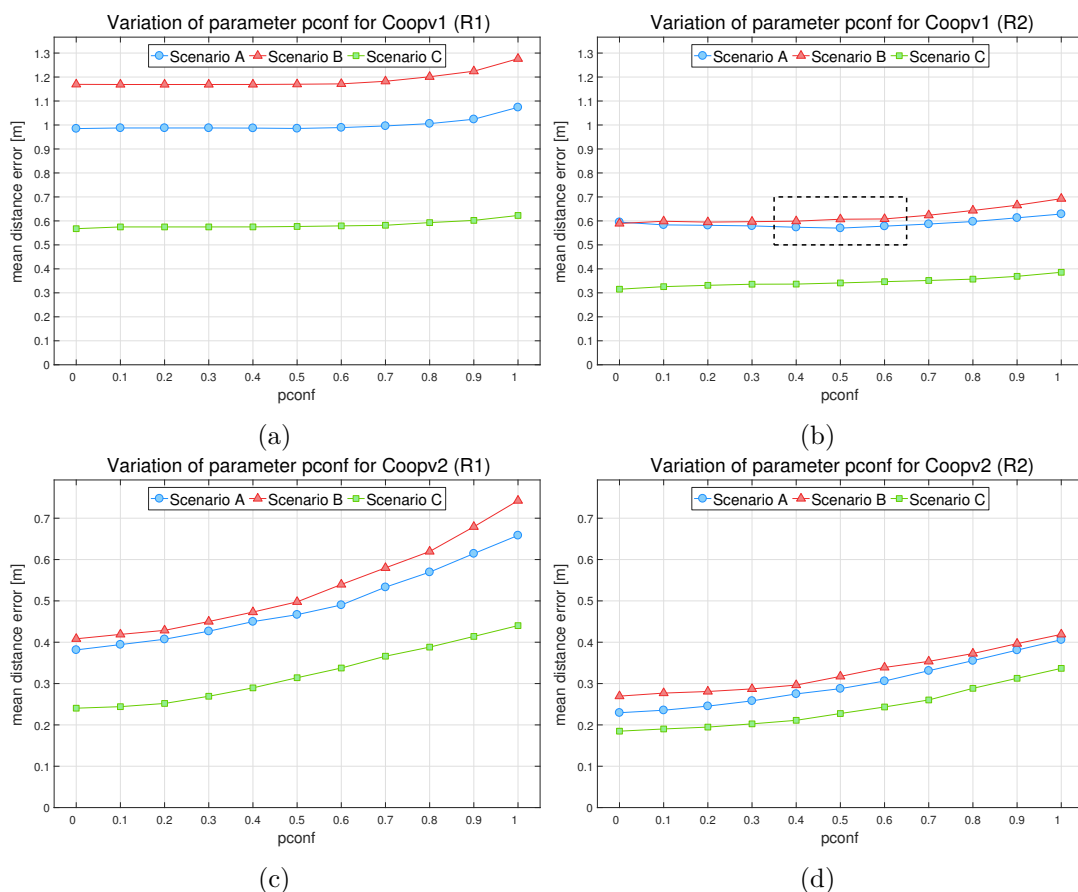 Variation of parameter pconf for Coopv1 (R1)
Scenario A Scenario B Scenario C
mean distance error [m]
1.3
1.2
1.1
1
0.9
0.8
0.7
0.6
0.5
0.4
0.3
0.2
0.1
0
0 0.1 0.2 0.3 0.4 0.5 0.6 0.7 0.8 0.9 1
pconf
(a)
Variation of parameter pconf for Coopv1 (R2)
Scenario A Scenario B Scenario C
mean distance error [m]
1.3
1.2
1.1
1
0.9
0.8
0.7
0.6
0.5
0.4
0.3
0.2
0.1
0
0 0.1 0.2 0.3 0.4 0.5 0.6 0.7 0.8 0.9 1
pconf
(b)
Variation of parameter pconf for Coopv2 (R1)
Scenario A Scenario B Scenario C
mean distance error [m]
0.7
0.6
0.5
0.4
0.3
0.2
0.1
0
0 0.1 0.2 0.3 0.4 0.5 0.6 0.7 0.8 0.9 1
pconf
(c)
Variation of parameter pconf for Coopv2 (R2)
Scenario A Scenario B Scenario C
mean distance error [m]
0.7
0.6
0.5
0.4
0.3
0.2
0.1
0
0 0.1 0.2 0.3 0.4 0.5 0.6 0.7 0.8 0.9 1
pconf
(d)